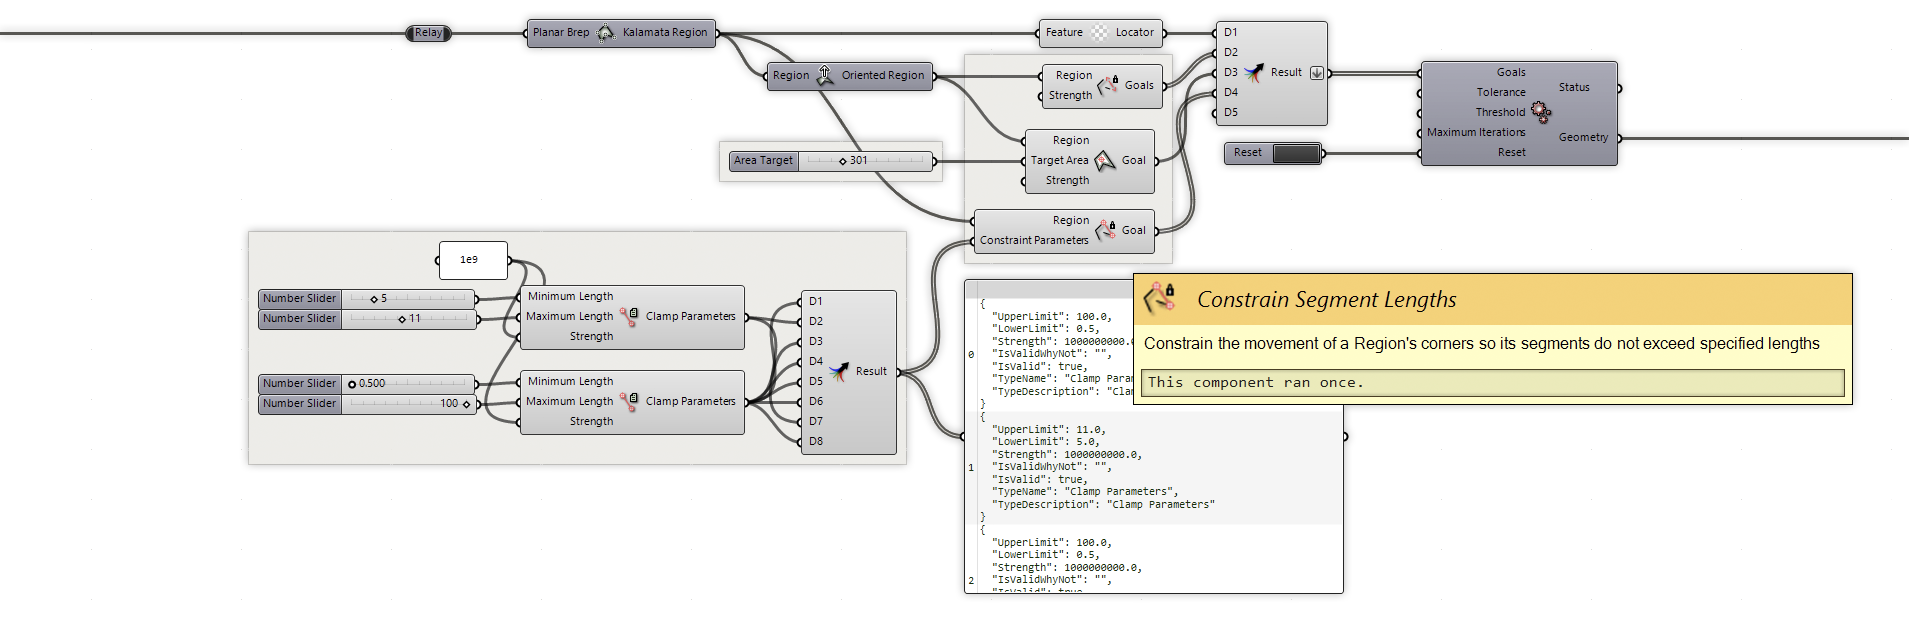 Relay
Planar Brep Kalamata Region
Feature Locator
Region Oriented Region
Region
Strength
Goals
D1
D2
D3
D4
D5
Result
Goals
Tolerance
Threshold
Maximum Iterations
Reset
Status
Geometry
Reset
Area Target 301
Region
Target Area
Strength
Goal
Region
Constraint Parameters
Goal
1e9
Number Slider 5
Number Slider 11
Minimum Length
Maximum Length
Strength
Clamp Parameters
Number Slider 0.500
Number Slider 100
Minimum Length
Maximum Length
Strength
Clamp Parameters
D1
D2
D3
D4
D5
D6
D7
D8
Result
{
"UpperLimit": 100.0,
"LowerLimit": 0.5,
"Strength": 1000000000.
0 "IsValidWhyNot": "",
"IsValid": true,
"TypeName": "Clamp Para
"TypeDescription": "Cla
}
{
"UpperLimit": 11.0,
"LowerLimit": 5.0,
"Strength": 1000000000.0,
1 "IsValidWhyNot": "",
"IsValid": true,
"TypeName": "Clamp Parameters",
"TypeDescription": "Clamp Parameters"
}
{
"UpperLimit": 100.0,
"LowerLimit": 0.5,
"Strength": 1000000000.0,
2 "IsValidWhyNot": "",
"IsValid": true
Constrain Segment Lengths
Constrain the movement of a Region's corners so its segments do not exceed specified lengths
This component ran once.